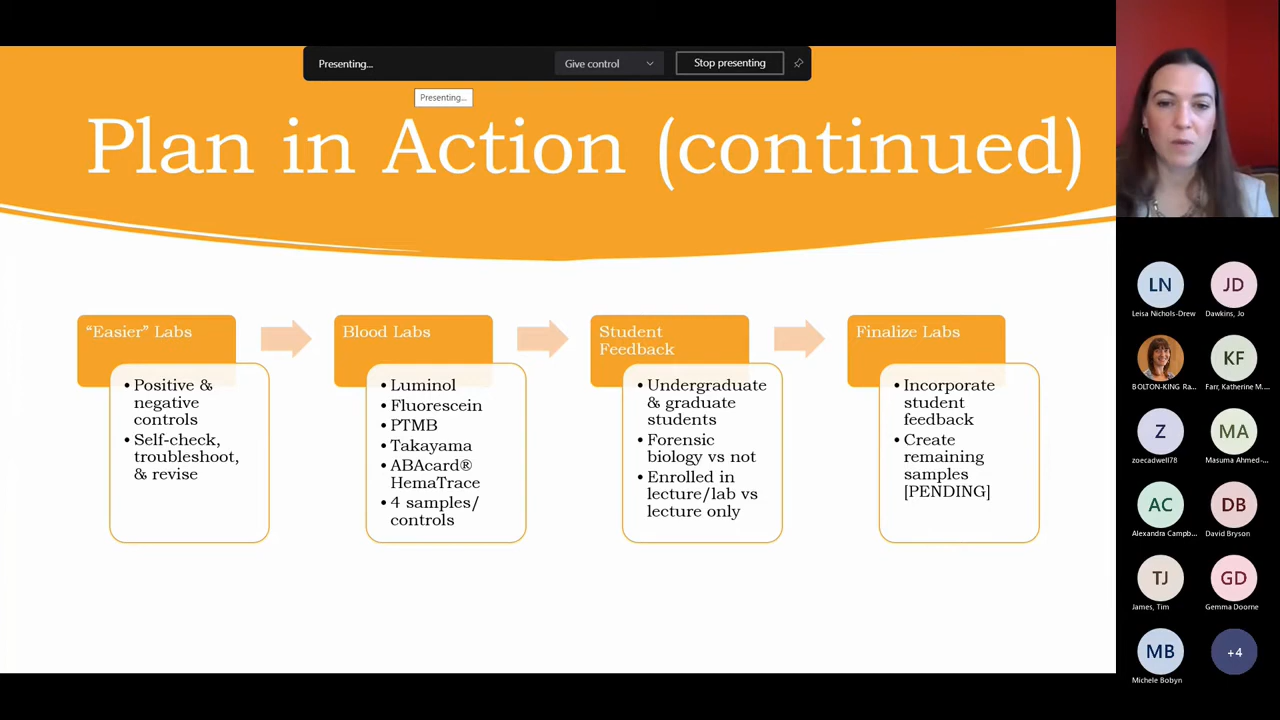 Presenting...
Give control
Stop presenting
Presenting...
Plan in Action (continued)
“Easier” Labs
• Positive &
negative
controls
• Self-check,
troubleshoot,
& revise
Blood Labs
• Luminol
• Fluorescein
• PTMB
• Takayama
• ABAcard®
HemaTrace
• 4 samples/
controls
Student
Feedback
• Undergraduate
& graduate
students
• Forensic
biology vs not
• Enrolled in
lecture/lab vs
lecture only
Finalize Labs
• Incorporate
student
feedback
• Create
remaining
samples
[PENDING]
LN
Leisa Nichols-Drew
JD
Dawkins, Jo
BOLTON-KING Ra...
KF
Farr, Katherine M....
Z
zoecadwell78
MA
Masuma Ahmed-...
AC
Alexandra Campb...
DB
David Bryson
TJ
James, Tim
GD
Gemma Doorne
MB
Michele Bobyn
+4